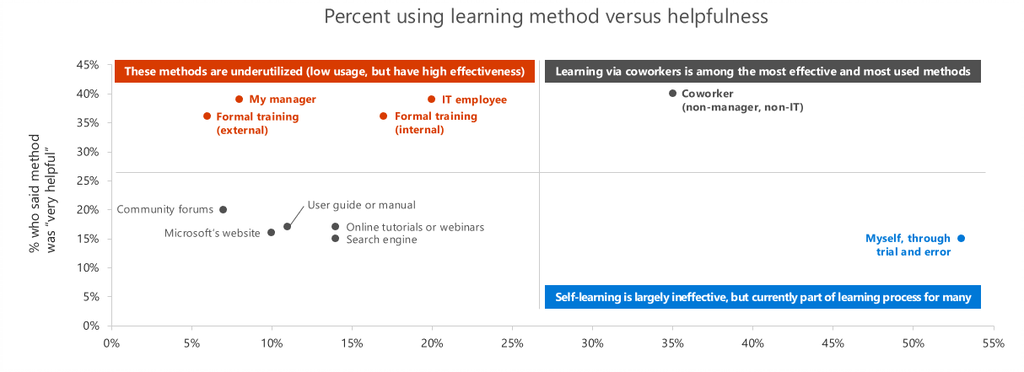 Percent using learning method versus helpfulness
45%
These methods are underutilized (low usage, but have high effectiveness)
Learning via coworkers is among the most effective and most used methods
40%
My manager
IT employee
Coworker
(non-manager, non-IT)
35%
Formal training
(external)
Formal training
(internal)
30%
25%
% who said method
was “very helpful”
20%
Community forums
User guide or manual
Microsoft's website
Online tutorials or webinars
Search engine
15%
Myself, through
trial and error
10%
5%
Self-learning is largely ineffective, but currently part of learning process for many
0%
0%
5%
10%
15%
20%
25%
30%
35%
40%
45%
50%
55%